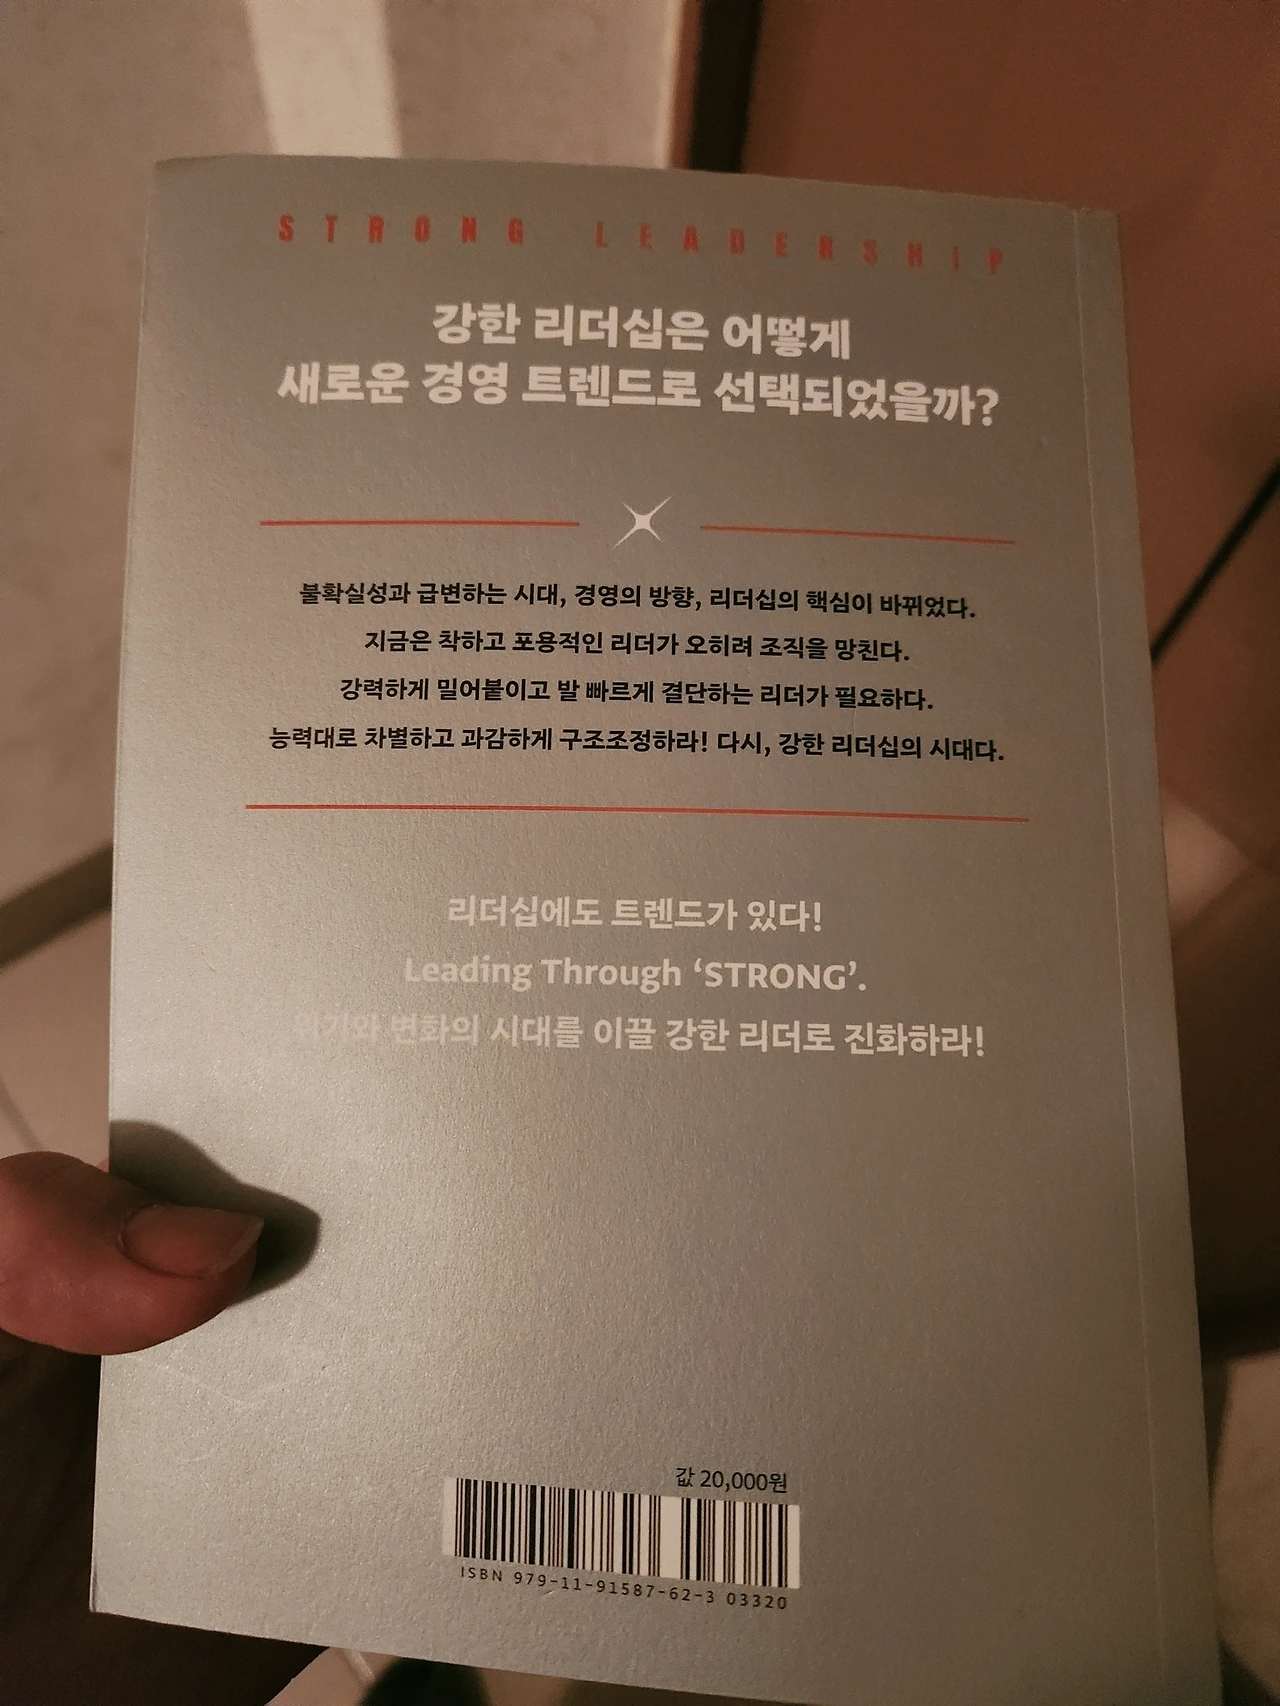 STRONG LEADERSHIP
강한 리더십은 어떻게
새로운 경영 트렌드로 선택되었을까?
불확실성과 급변하는 시대, 경영의 방향, 리더십의 핵심이 바뀌었다.
지금은 착하고 포용적인 리더가 오히려 조직을 망친다.
강력하게 밀어붙이고 발 빠르게 결단하는 리더가 필요하다.
능력대로 차별하고 과감하게 구조조정하라! 다시, 강한 리더십의 시대다.
리더십에도 트렌드가 있다!
Leading Through ‘STRONG’.
위기와 변화의 시대를 이끌 강한 리더로 진화하라!
값 20,000원
ISBN 979-11-91587-62-3 03320